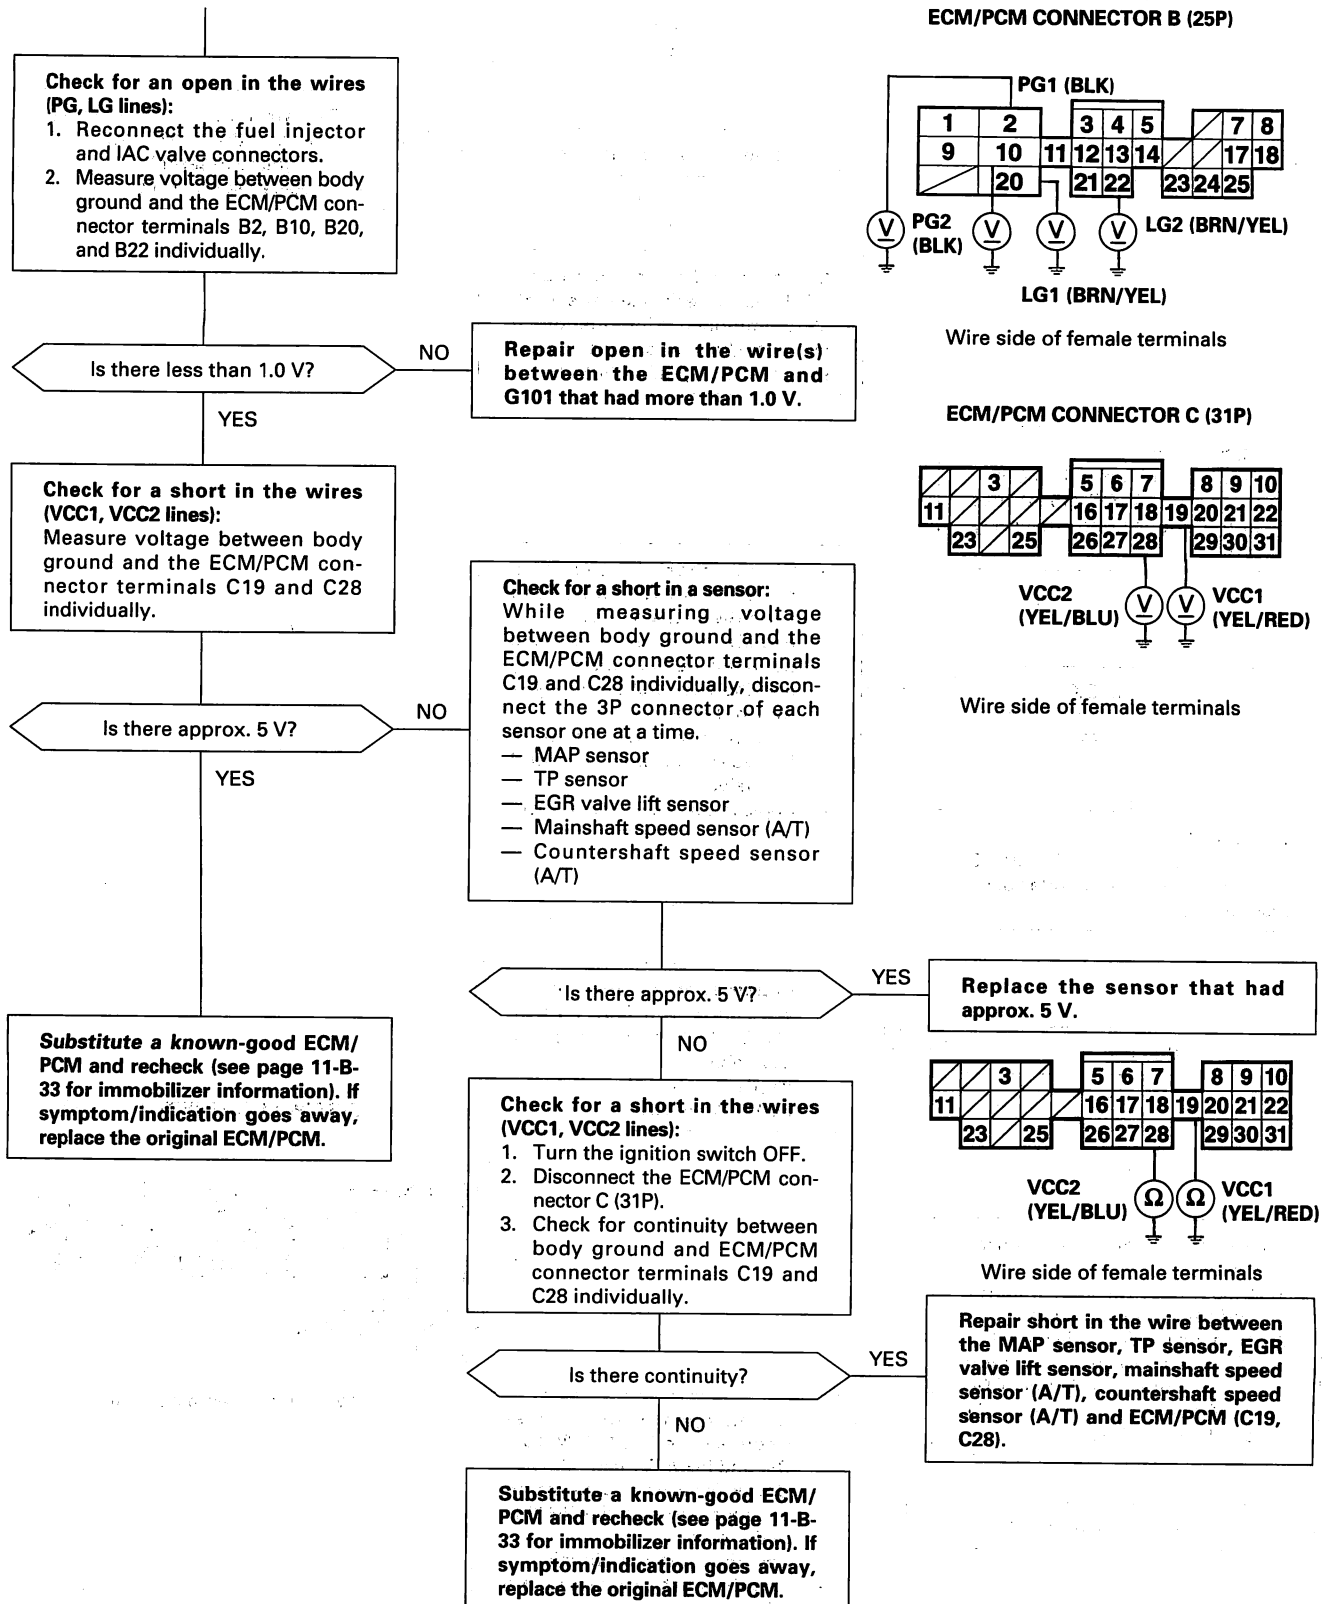 Check for an open in the wires
(PG, LG lines):
1. Reconnect the fuel injector
and IAC valve connectors.
2. Measure voltage between body
ground and the ECM/PCM con-
nector terminals B2, B10, B20,
and B22 individually.
Is there less than 1.0 V?
NO
Repair open in the wire(s)
between the ECM/PCM and
G101 that had more than 1.0 V.
YES
Check for a short in the wires
(VCC1, VCC2 lines):
Measure voltage between body
ground and the ECM/PCM con-
nector terminals C19 and C28
individually.
Is there approx. 5 V?
NO
Check for a short in a sensor:
While measuring voltage
between body ground and the
ECM/PCM connector terminals
C19 and C28 individually, discon-
nect the 3P connector of each
sensor one at a time.
— MAP sensor
— TP sensor
— EGR valve lift sensor
— Mainshaft speed sensor (A/T)
— Countershaft speed sensor
(A/T)
YES
Substitute a known-good ECM/
PCM and recheck (see page 11-B-
33 for immobilizer information). If
symptom/indication goes away,
replace the original ECM/PCM.
Is there approx. 5 V?
YES
Replace the sensor that had
approx. 5 V.
NO
Check for a short in the wires
(VCC1, VCC2 lines):
1. Turn the ignition switch OFF.
2. Disconnect the ECM/PCM con-
nector C (31P).
3. Check for continuity between
body ground and ECM/PCM
connector terminals C19 and
C28 individually.
Is there continuity?
YES
Repair short in the wire between
the MAP sensor, TP sensor, EGR
valve lift sensor, mainshaft speed
sensor (A/T), countershaft speed
sensor (A/T) and ECM/PCM (C19,
C28).
NO
Substitute a known-good ECM/
PCM and recheck (see page 11-B-
33 for immobilizer information). If
symptom/indication goes away,
replace the original ECM/PCM.
ECM/PCM CONNECTOR B (25P)
PG1 (BLK)
1 2 3 4 5 7 8
9 10 11 12 13 14 17 18
20 21 22 23 24 25
V PG2 V V V LG2 (BRN/YEL)
(BLK)
LG1 (BRN/YEL)
Wire side of female terminals
ECM/PCM CONNECTOR C (31P)
3 5 6 7 8 9 10
11 16 17 18 19 20 21 22
23 25 26 27 28 29 30 31
VCC2 V V VCC1
(YEL/BLU) (YEL/RED)
Wire side of female terminals
3 5 6 7 8 9 10
11 16 17 18 19 20 21 22
23 25 26 27 28 29 30 31
VCC2 Ω Ω VCC1
(YEL/BLU) (YEL/RED)
Wire side of female terminals